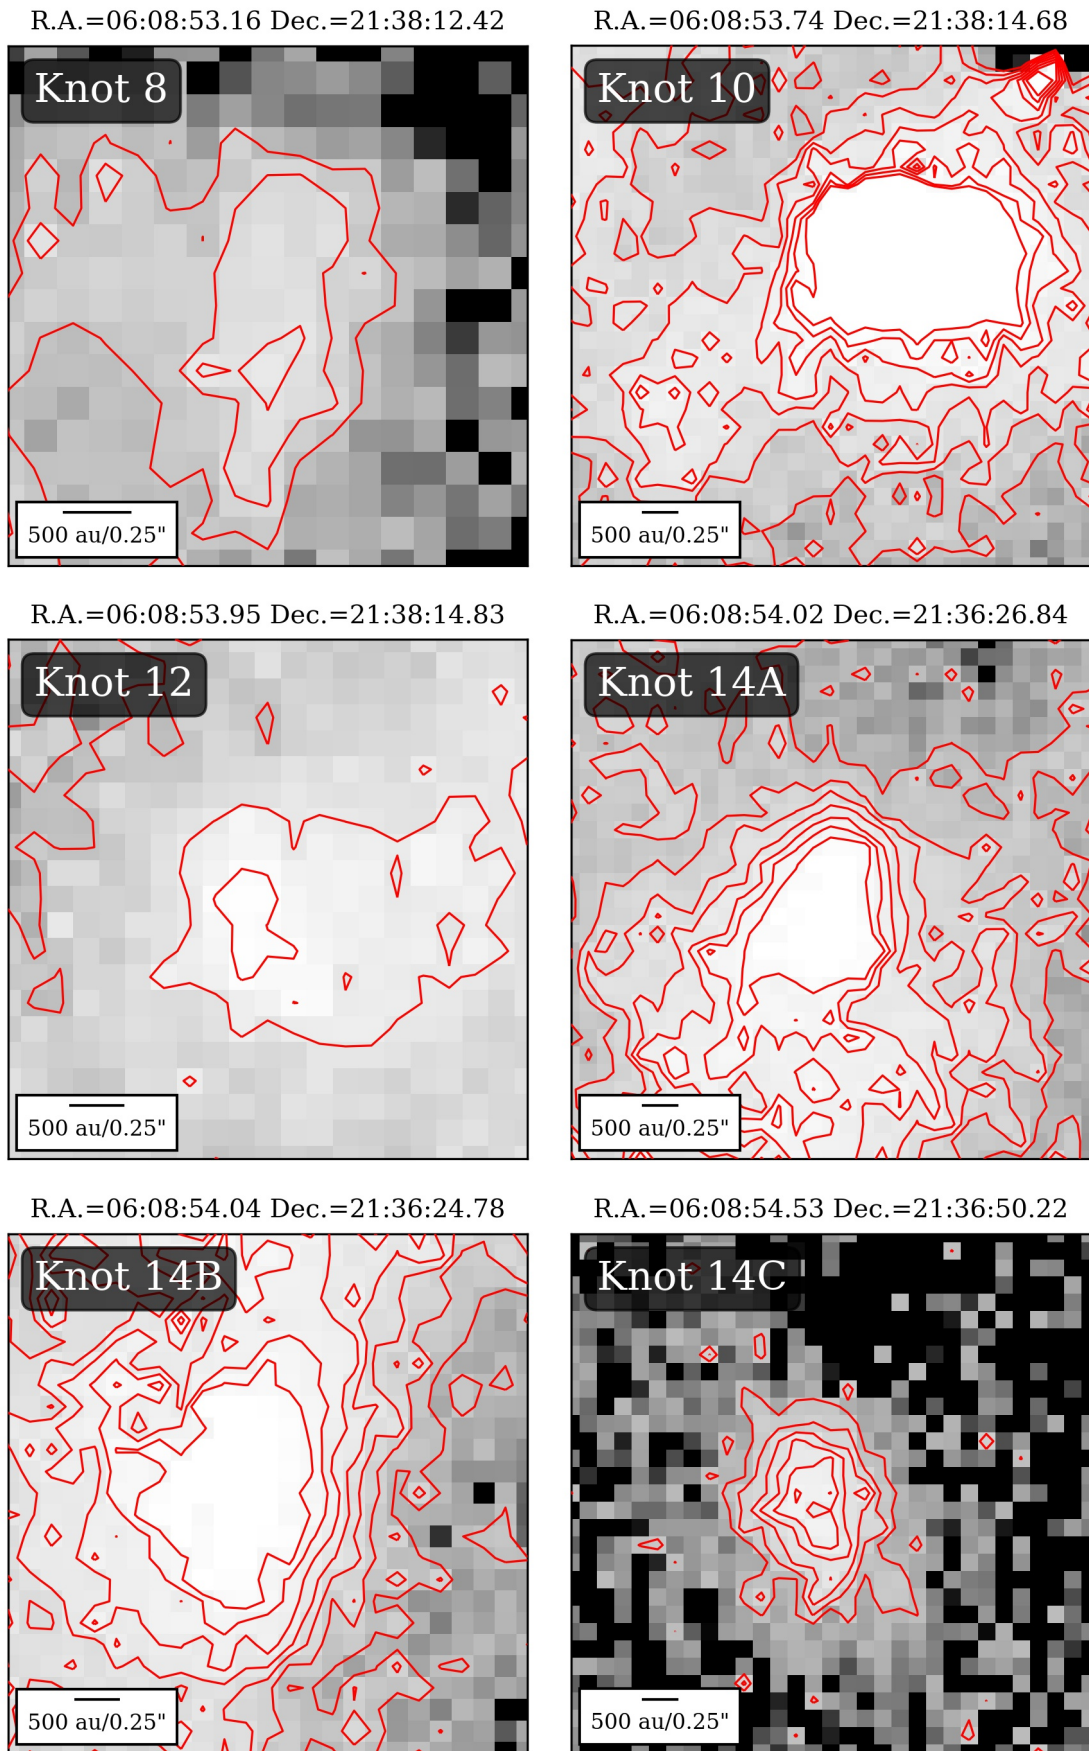 R.A.=06:08:53.16 Dec.=21:38:12.42
Knot 8
500 au/0.25"
R.A.=06:08:53.74 Dec.=21:38:14.68
Knot 10
500 au/0.25"
R.A.=06:08:53.95 Dec.=21:38:14.83
Knot 12
500 au/0.25"
R.A.=06:08:54.02 Dec.=21:36:26.84
Knot 14A
500 au/0.25"
R.A.=06:08:54.04 Dec.=21:36:24.78
Knot 14B
500 au/0.25"
R.A.=06:08:54.53 Dec.=21:36:50.22
Knot 14C
500 au/0.25"